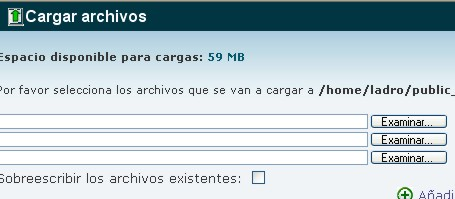 Cargar archivos
Espacio disponible para cargas: 59 MB
Por favor selecciona los archivos que se van a cargar a /home/ladro/public_
Examinar...
Examinar...
Examinar...
Sobreescribir los archivos existentes:
Añadi